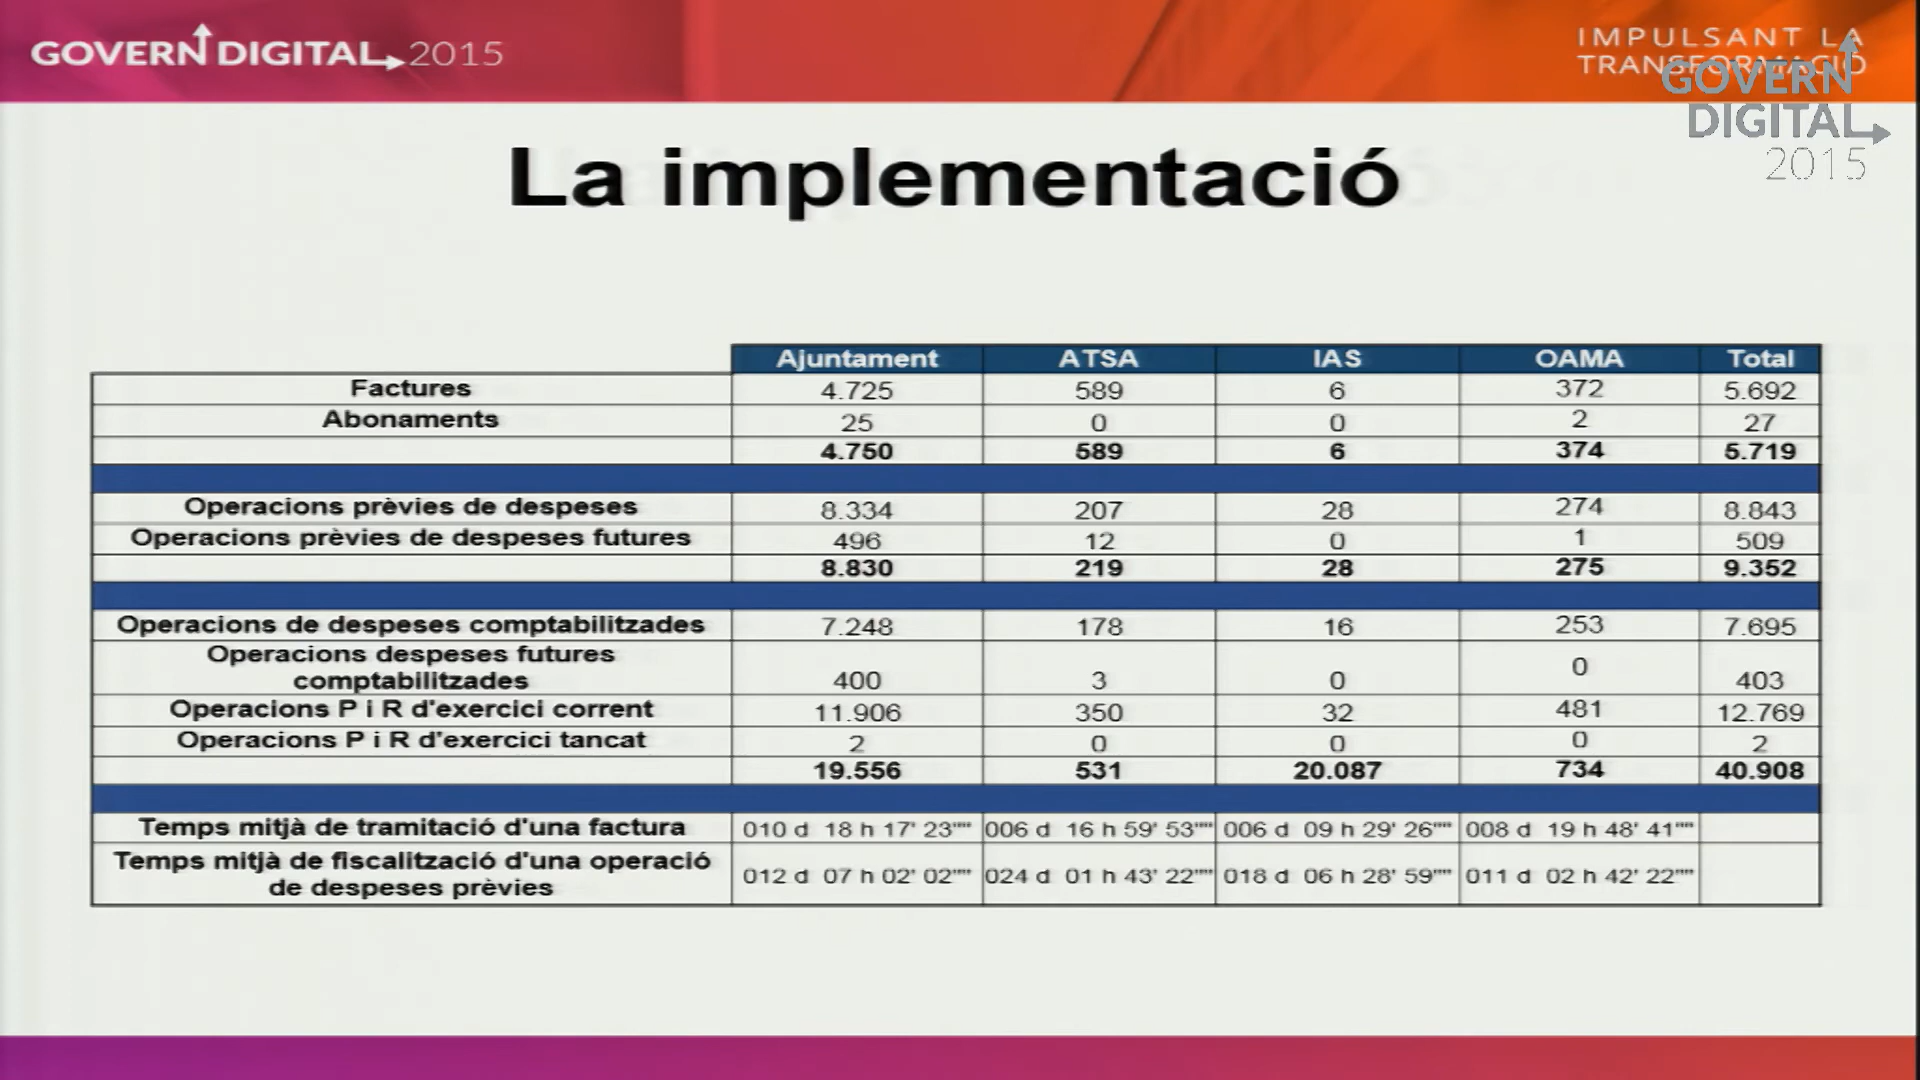 GOVERN DIGITAL 2015
IMPULSANT LA
TRANSFORMACIÓ
GOVERN
DIGITAL
2015
La implementació
Ajuntament ATSA IAS OAMA Total
Factures 4.725 589 6 372 5.692
Abonaments 25 0 0 2 27
4.750 589 6 374 5.719
Operacions prèvies de despeses 8.334 207 28 274 8.843
Operacions prèvies de despeses futures 496 12 0 1 509
8.830 219 28 275 9.352
Operacions de despeses comptabilitzades 7.248 178 16 253 7.695
Operacions despeses futures
comptabilitzades 400 3 0 0 403
Operacions P i R d'exercici corrent 11.906 350 32 481 12.769
Operacions P i R d'exercici tancat 2 0 0 0 2
19.556 531 20.087 734 40.908
Temps mitjà de tramitació d'una factura 010 d 18 h 17' 23"" 006 d 16 h 59' 53"" 006 d 09 h 29' 26"" 008 d 19 h 48' 41""
Temps mitjà de fiscalització d'una operació
de despeses prèvies 012 d 07 h 02' 02"" 024 d 01 h 43' 22"" 018 d 06 h 28' 59"" 011 d 02 h 42' 22""